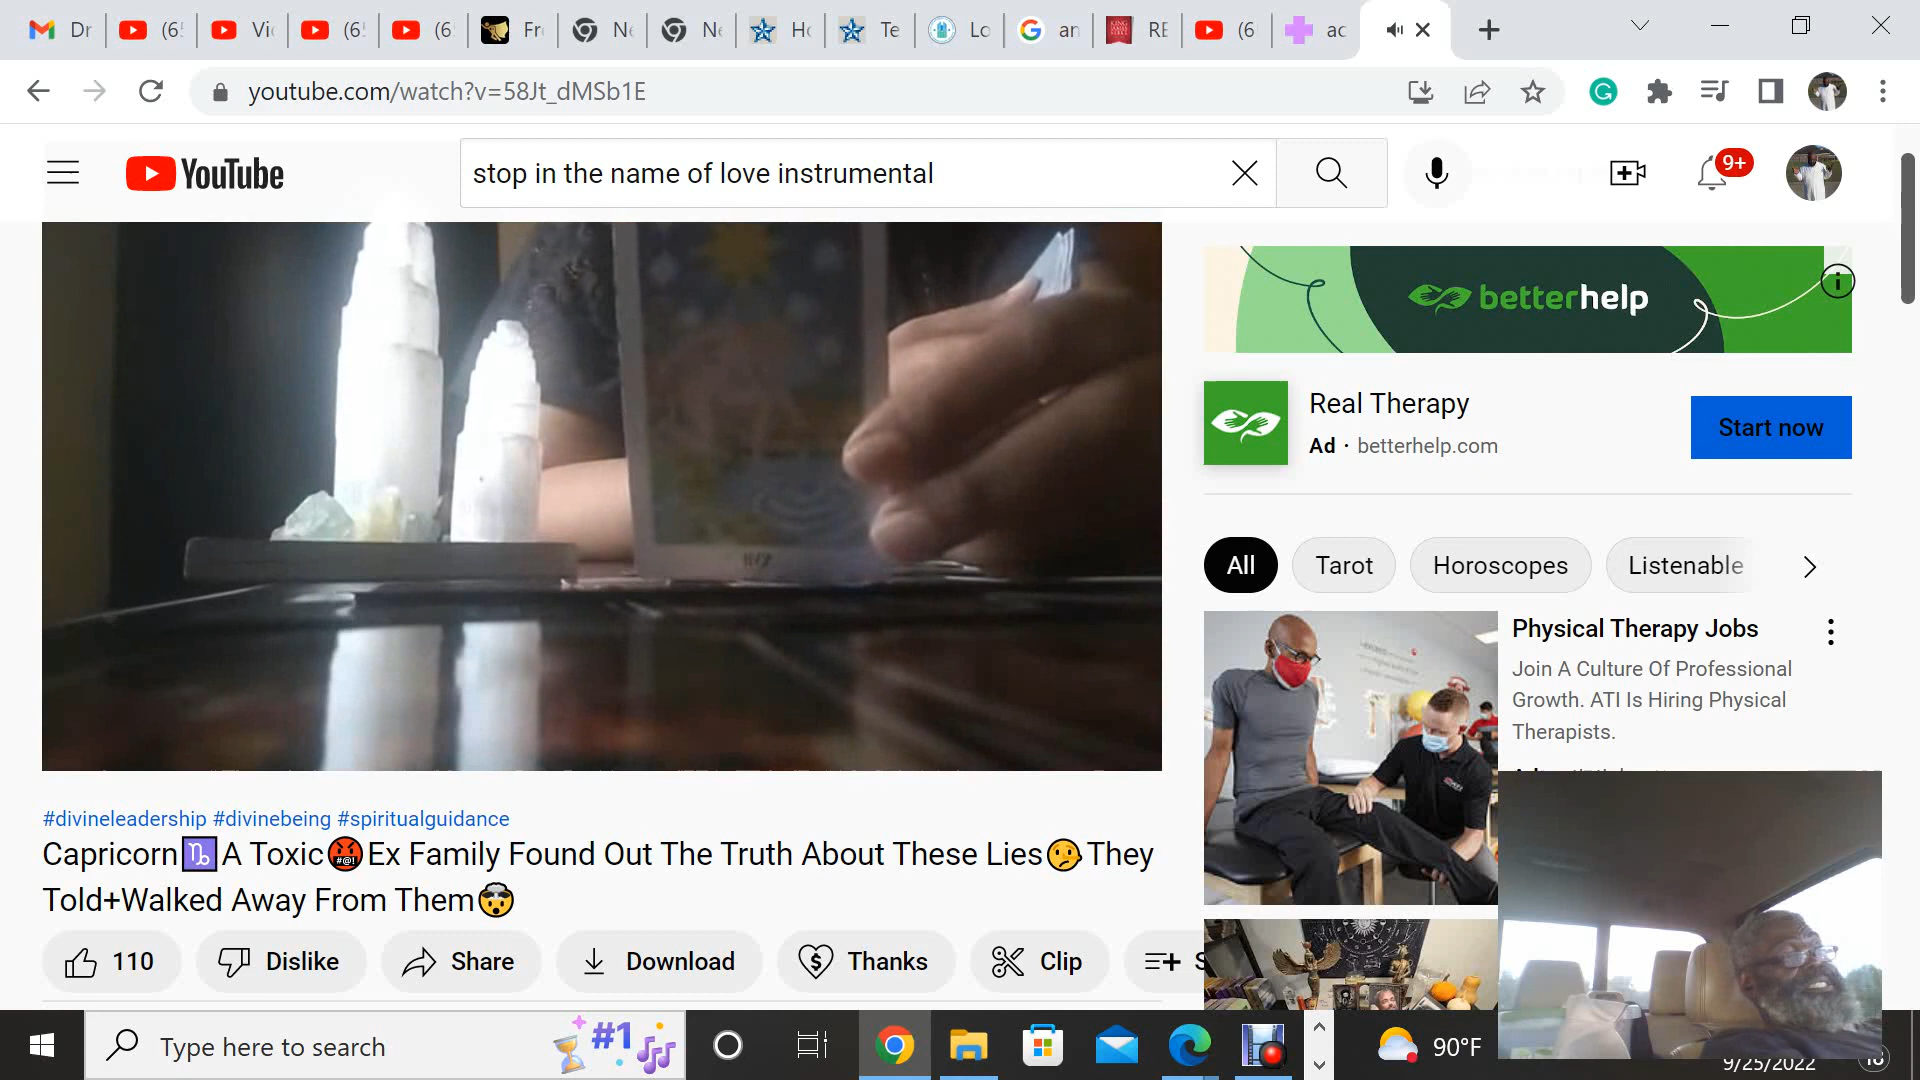 Dr
(6
Vi
(6
(6
Fr
Ne
Ne
Ho
Te
Lo
an
RE
(6
ac
youtube.com/watch?v=58Jt_dMSb1E
YouTube
stop in the name of love instrumental
9+
betterhelp
Real Therapy
Ad · betterhelp.com
Start now
All
Tarot
Horoscopes
Listenable
Physical Therapy Jobs
Join A Culture Of Professional
Growth. ATI Is Hiring Physical
Therapists.
#divineleadership #divinebeing #spiritualguidance
Capricorn♑A Toxic🤬Ex Family Found Out The Truth About These Lies🤥They
Told+Walked Away From Them🤯
110
Dislike
Share
Download
Thanks
Clip
Type here to search
#1
90°F
9/25/2022